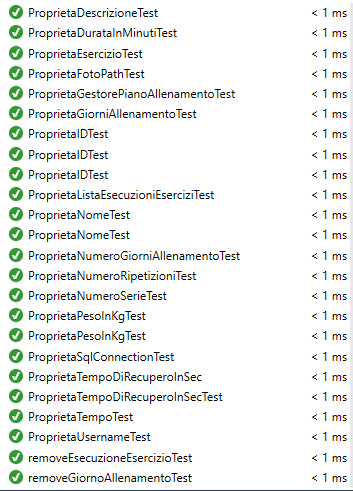 ProprietaDescrizioneTest < 1 ms
ProprietaDurataInMinutiTest < 1 ms
ProprietaEsercizioTest < 1 ms
ProprietaFotoPathTest < 1 ms
ProprietaGestorePianoAllenamentoTest < 1 ms
ProprietaGiorniAllenamentoTest < 1 ms
ProprietaIDTest < 1 ms
ProprietaIDTest < 1 ms
ProprietaIDTest < 1 ms
ProprietaListaEsecuzioniEserciziTest < 1 ms
ProprietaNomeTest < 1 ms
ProprietaNomeTest < 1 ms
ProprietaNumeroGiorniAllenamentoTest < 1 ms
ProprietaNumeroRipetizioniTest < 1 ms
ProprietaNumeroSerieTest < 1 ms
ProprietaPesoInKgTest < 1 ms
ProprietaPesoInKgTest < 1 ms
ProprietaSqlConnectionTest < 1 ms
ProprietaTempoDiRecuperoInSec < 1 ms
ProprietaTempoDiRecuperoInSecTest < 1 ms
ProprietaTempoTest < 1 ms
ProprietaUsernameTest < 1 ms
removeEsecuzioneEsercizioTest < 1 ms
removeGiornoAllenamentoTest < 1 ms